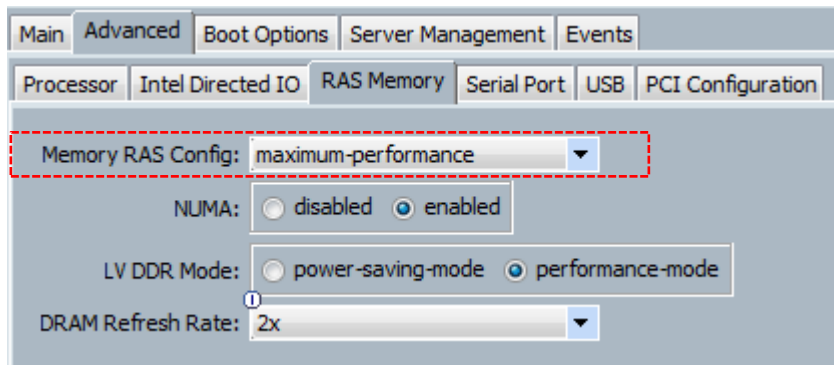 Main Advanced Boot Options Server Management Events
Processor Intel Directed IO RAS Memory Serial Port USB PCI Configuration
Memory RAS Config: maximum-performance
NUMA: disabled enabled
LV DDR Mode: power-saving-mode performance-mode
DRAM Refresh Rate: 2x